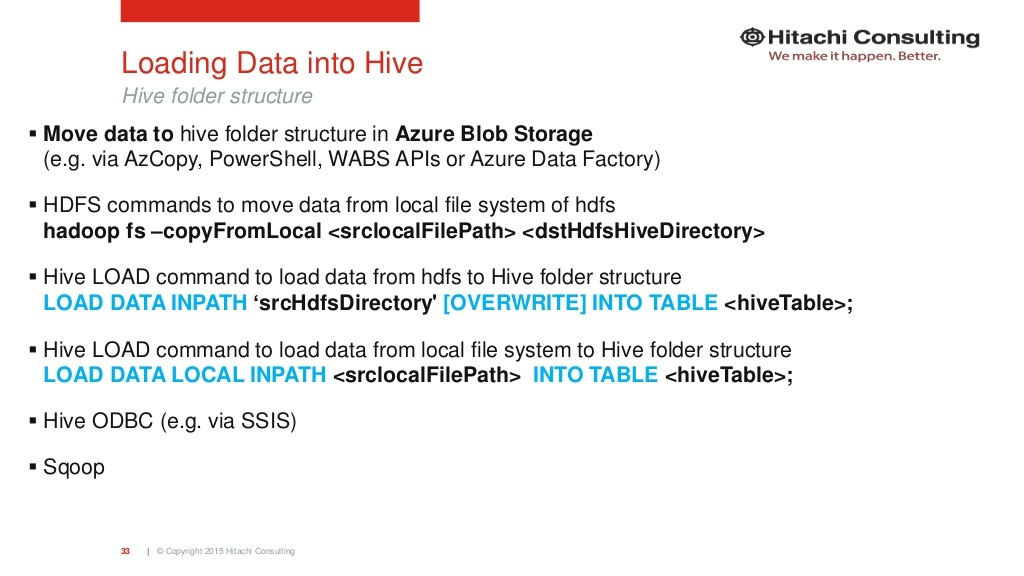 Hitachi Consulting
We make it happen. Better.
Loading Data into Hive
Hive folder structure
▪ Move data to hive folder structure in Azure Blob Storage
(e.g. via AzCopy, PowerShell, WABS APIs or Azure Data Factory)
▪ HDFS commands to move data from local file system of hdfs
hadoop fs –copyFromLocal <srclocalFilePath> <dstHdfsHiveDirectory>
▪ Hive LOAD command to load data from hdfs to Hive folder structure
LOAD DATA INPATH ‘srcHdfsDirectory' [OVERWRITE] INTO TABLE <hiveTable>;
▪ Hive LOAD command to load data from local file system to Hive folder structure
LOAD DATA LOCAL INPATH <srclocalFilePath> INTO TABLE <hiveTable>;
▪ Hive ODBC (e.g. via SSIS)
▪ Sqoop
33 | © Copyright 2015 Hitachi Consulting